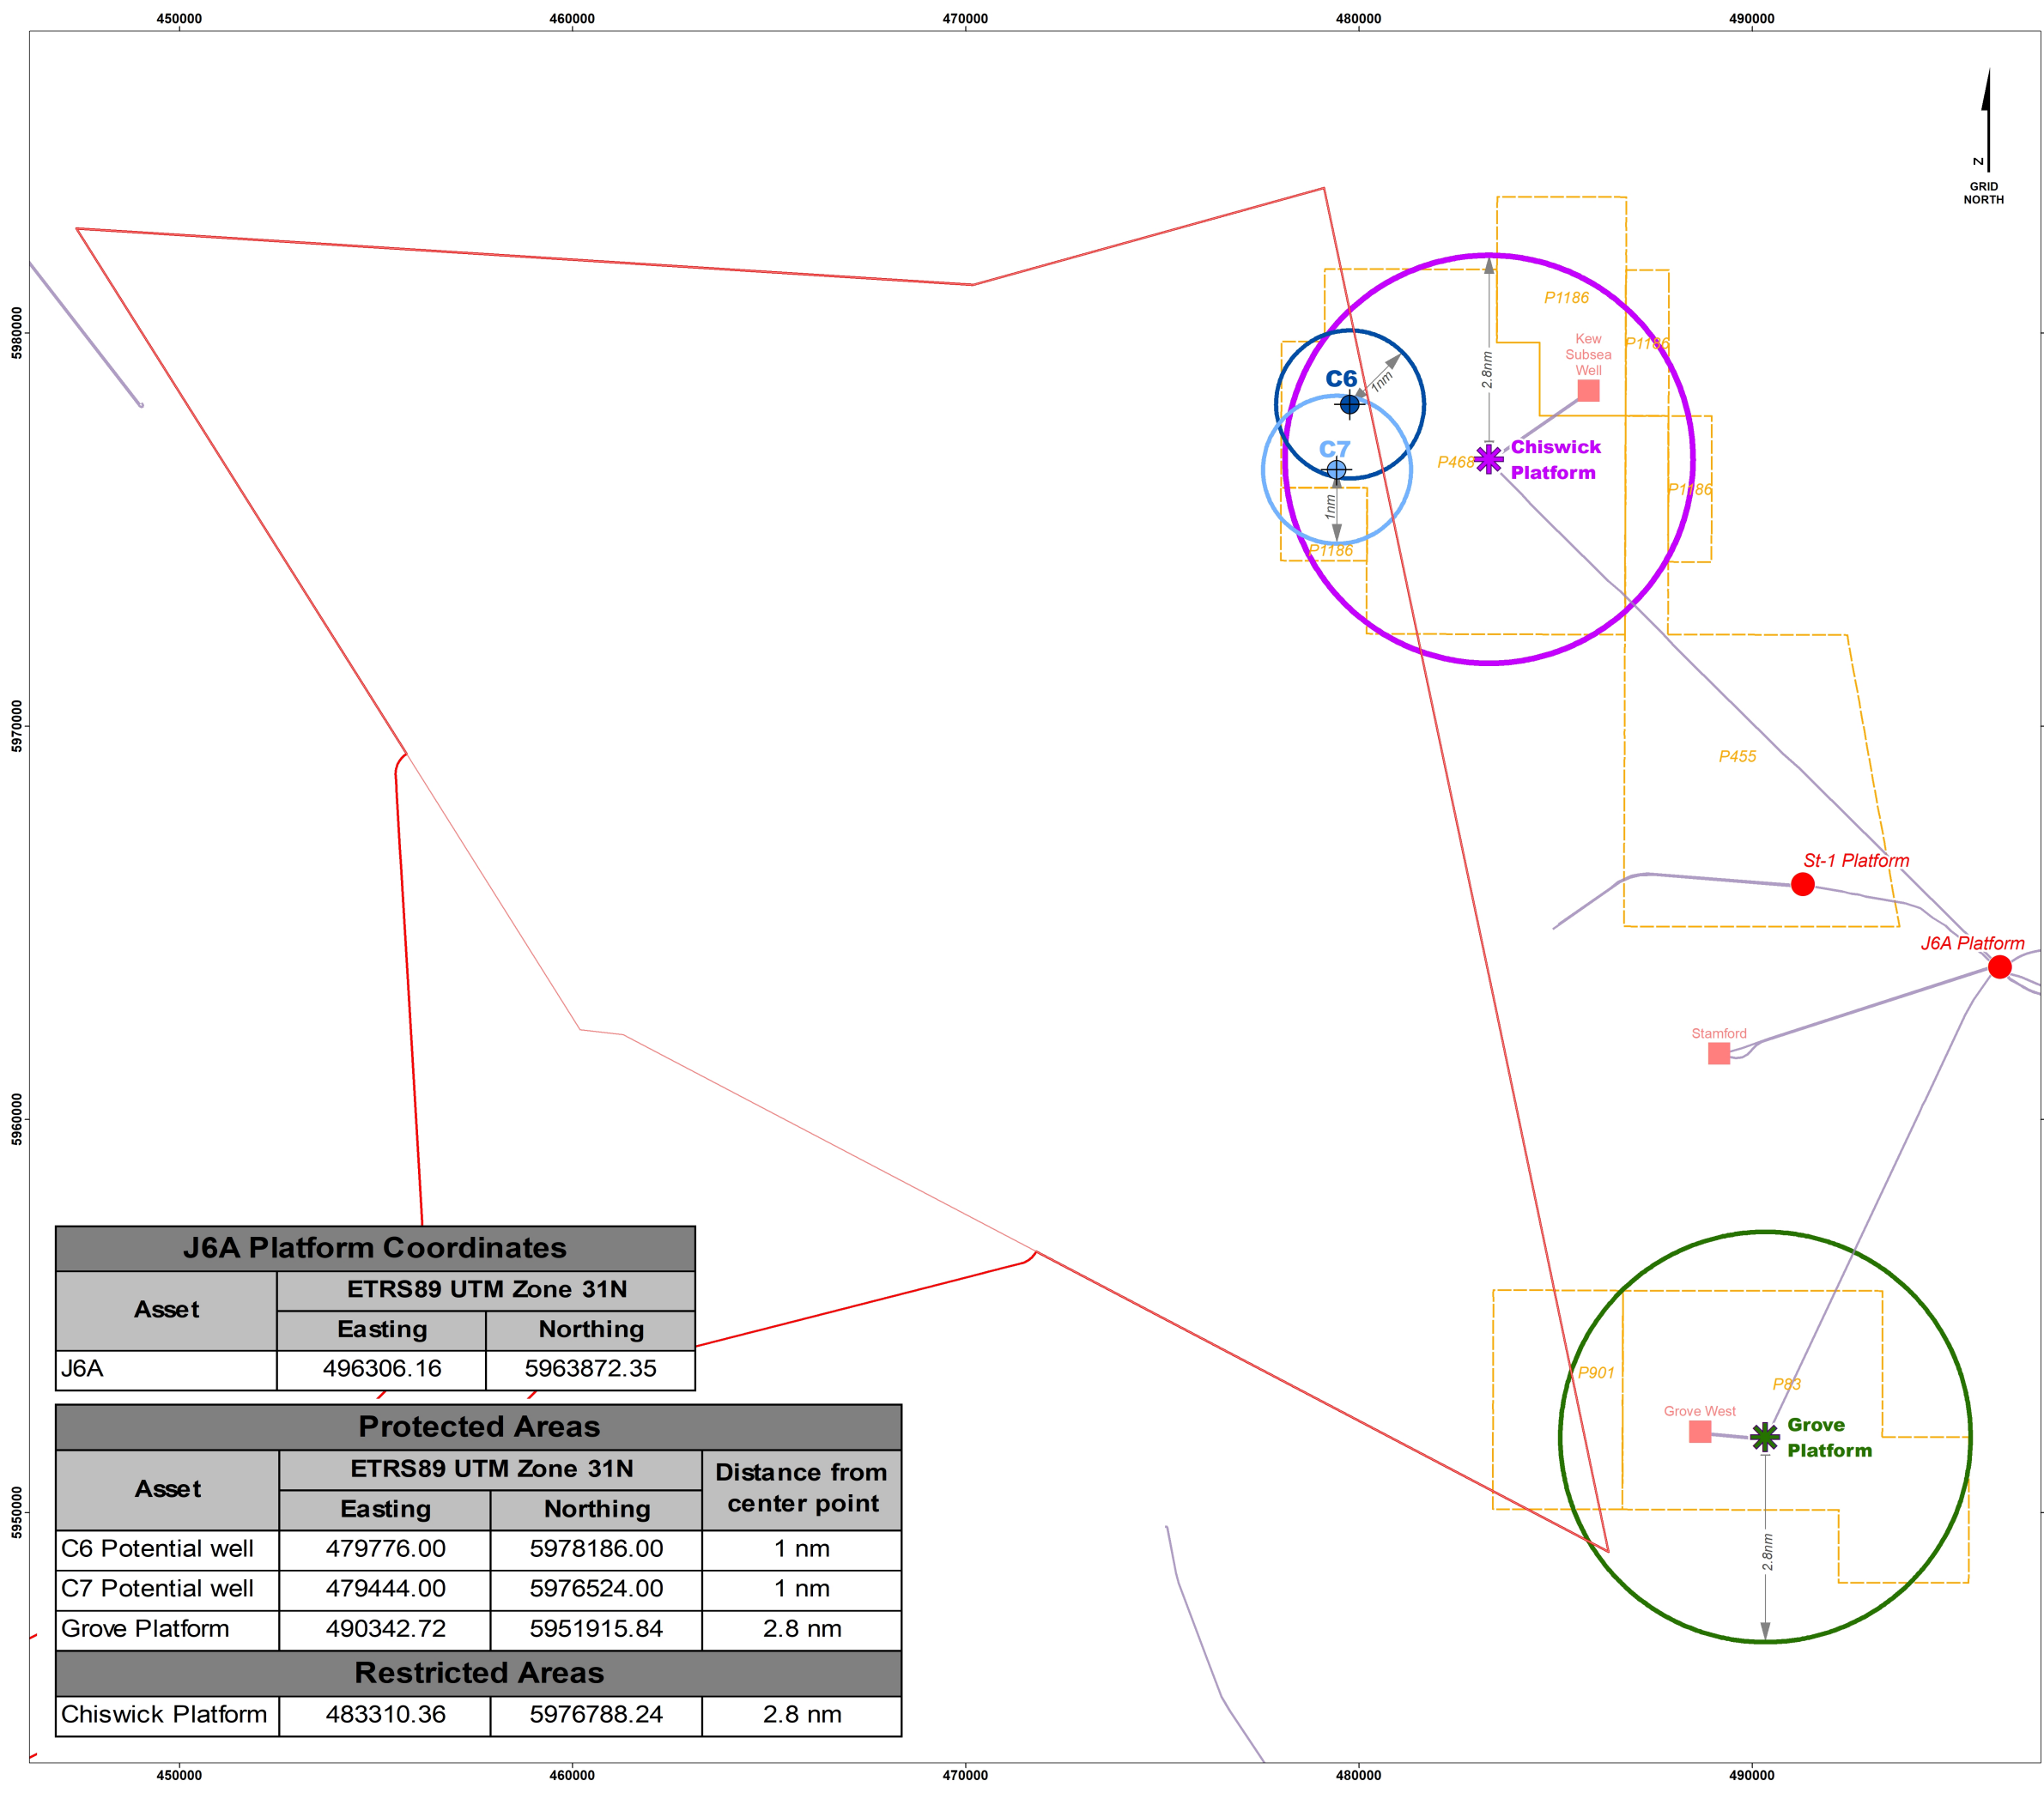 450000 460000 470000 480000 490000
N
GRID
NORTH
5980000
5970000
5960000
5950000
P1186
Kew
Subsea
Well
P1186
2.8nm
C6
1nm
C7
Chiswick
Platform
P468
P1186
1nm
P1186
P455
St-1 Platform
J6A Platform
Stamford
P901
P83
Grove West
Grove
Platform
2.8nm
J6A Platform Coordinates
Asset
ETRS89 UTM Zone 31N
Easting Northing
J6A 496306.16 5963872.35
Protected Areas
Asset
ETRS89 UTM Zone 31N
Distance from
center point
Easting Northing
C6 Potential well 479776.00 5978186.00 1 nm
C7 Potential well 479444.00 5976524.00 1 nm
Grove Platform 490342.72 5951915.84 2.8 nm
Restricted Areas
Chiswick Platform 483310.36 5976788.24 2.8 nm
450000 460000 470000 480000 490000